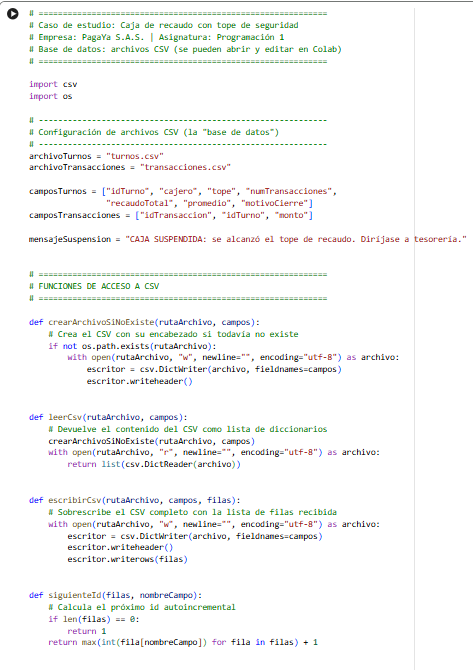 # ============================================================
# Caso de estudio: Caja de recaudo con tope de seguridad
# Empresa: PagaYa S.A.S. | Asignatura: Programación 1
# Base de datos: archivos CSV (se pueden abrir y editar en Colab)
# ============================================================

import csv
import os

# ------------------------------------------------------------
# Configuración de archivos CSV (la "base de datos")
# ------------------------------------------------------------
archivoTurnos = "turnos.csv"
archivoTransacciones = "transacciones.csv"

camposTurnos = ["idTurno", "cajero", "tope", "numTransacciones",
                "recaudoTotal", "promedio", "motivoCierre"]
camposTransacciones = ["idTransaccion", "idTurno", "monto"]

mensajeSuspension = "CAJA SUSPENDIDA: se alcanzó el tope de recaudo. Diríjase a tesorería."


# ============================================================
# FUNCIONES DE ACCESO A CSV
# ============================================================

def crearArchivoSiNoExiste(rutaArchivo, campos):
    # Crea el CSV con su encabezado si todavía no existe
    if not os.path.exists(rutaArchivo):
        with open(rutaArchivo, "w", newline="", encoding="utf-8") as archivo:
            escritor = csv.DictWriter(archivo, fieldnames=campos)
            escritor.writeheader()


def leerCsv(rutaArchivo, campos):
    # Devuelve el contenido del CSV como lista de diccionarios
    crearArchivoSiNoExiste(rutaArchivo, campos)
    with open(rutaArchivo, "r", newline="", encoding="utf-8") as archivo:
        return list(csv.DictReader(archivo))


def escribirCsv(rutaArchivo, campos, filas):
    # Sobrescribe el CSV completo con la lista de filas recibida
    with open(rutaArchivo, "w", newline="", encoding="utf-8") as archivo:
        escritor = csv.DictWriter(archivo, fieldnames=campos)
        escritor.writeheader()
        escritor.writerows(filas)


def siguienteId(filas, nombreCampo):
    # Calcula el próximo id autoincremental
    if len(filas) == 0:
        return 1
    return max(int(fila[nombreCampo]) for fila in filas) + 1